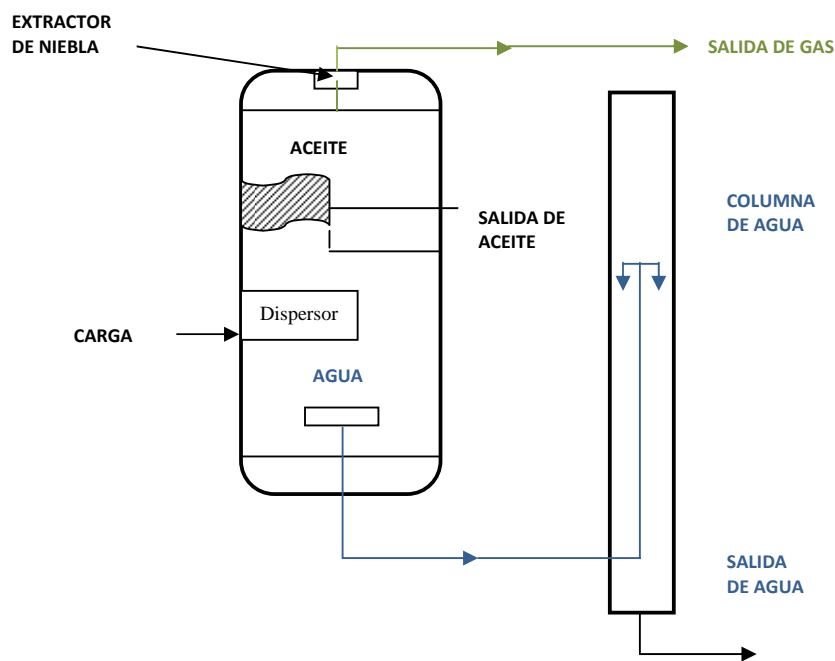 EXTRACTOR
DE NIEBLA
SALIDA DE GAS
ACEITE
COLUMNA
DE AGUA
SALIDA DE
ACEITE
Dispersor
CARGA
AGUA
SALIDA
DE AGUA